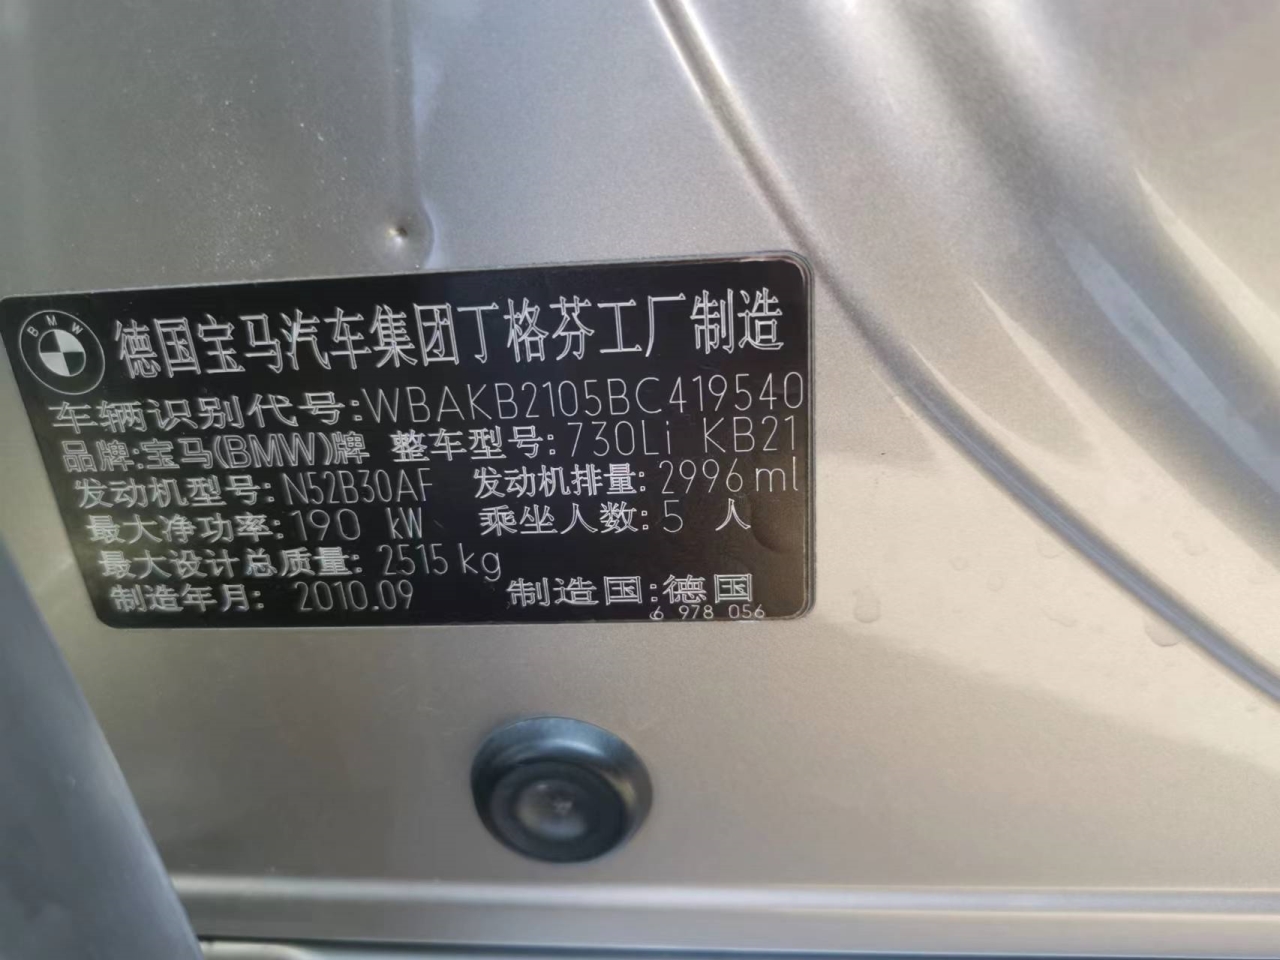 BMW
德国宝马汽车集团丁格芬工厂制造
车辆识别代号:WBAKB2105BC419540
品牌:宝马(BMW)牌 整车型号:730Li KB21
发动机型号:N52B30AF 发动机排量:2996ml
最大净功率:190 kW 乘坐人数:5 人
最大设计总质量:2515kg
制造年月: 2010.09 制造国:德国
6 978 056